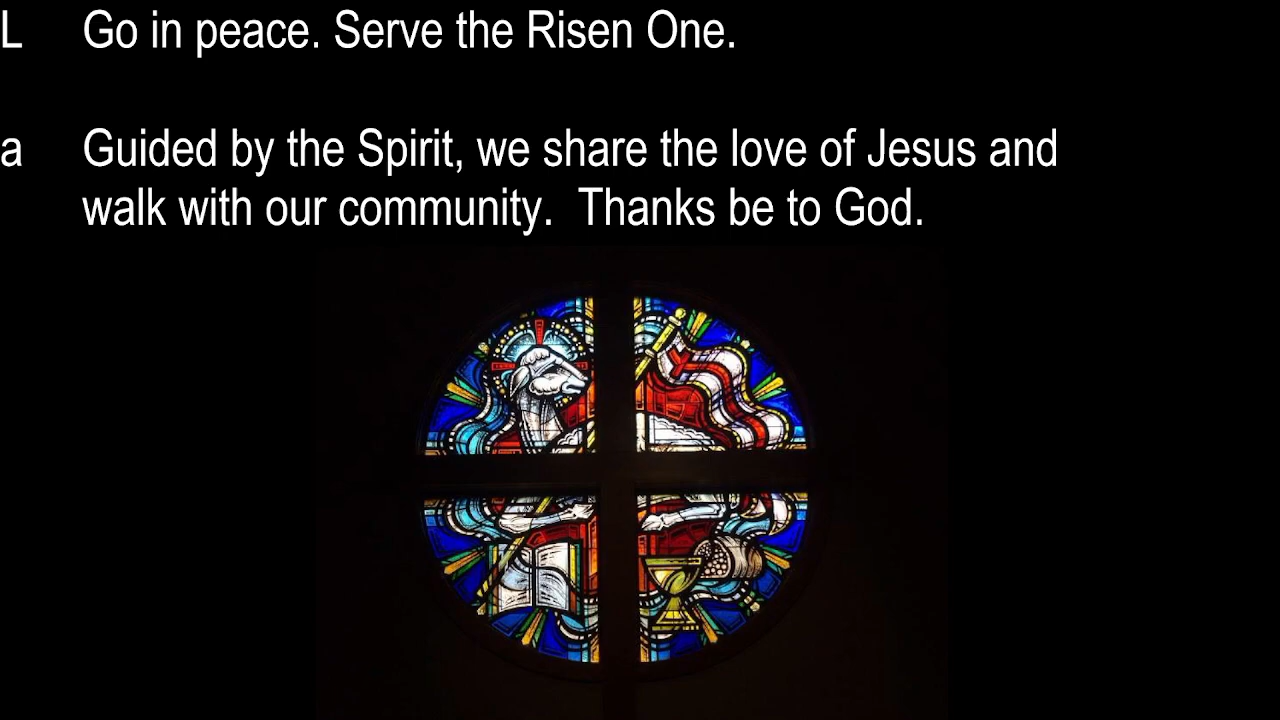 L Go in peace. Serve the Risen One.
a Guided by the Spirit, we share the love of Jesus and
walk with our community.  Thanks be to God.